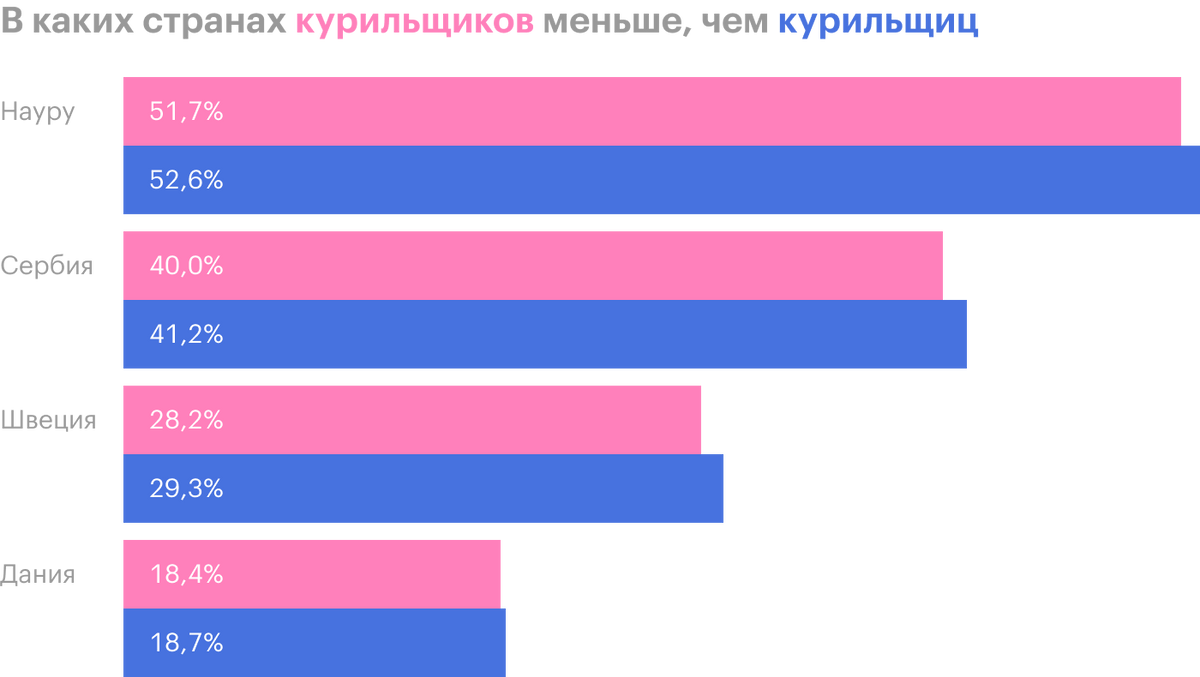 В каких странах курильщиков меньше, чем курильщиц
Науру
51,7%
52,6%
Сербия
40,0%
41,2%
Швеция
28,2%
29,3%
Дания
18,4%
18,7%